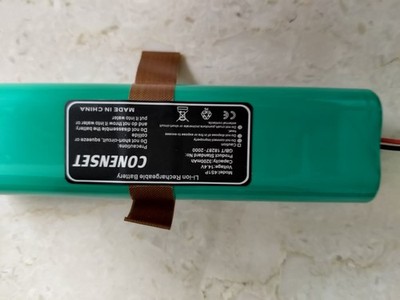 Li-ion Rechargeable Battery
Model:4S1P
Voltage:14.4V
Capacity:3200mAh
Product Standard No:
GB/T 18287- 2000
CONENSET
Precautions:
Do not short-circuit, squeeze or
collide
Do not disassemble the battery
and do not throw it into water or
put it into water
MADE IN CHINA